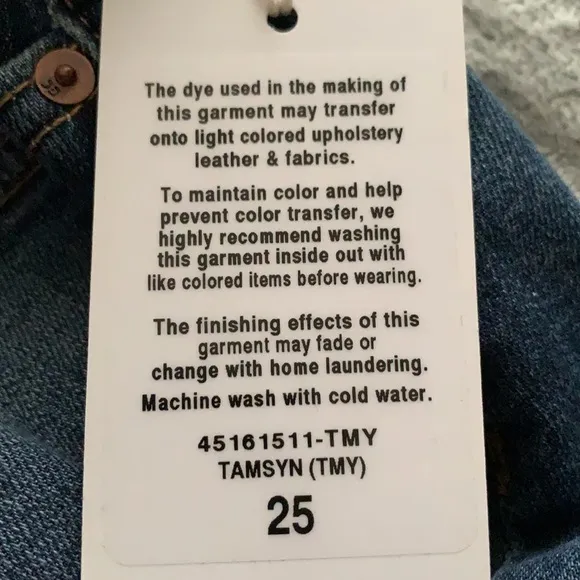 The dye used in the making of
this garment may transfer
onto light colored upholstery
leather & fabrics.
To maintain color and help
prevent color transfer, we
highly recommend washing
this garment inside out with
like colored items before wearing.
The finishing effects of this
garment may fade or
change with home laundering.
Machine wash with cold water.
45161511-TMY
TAMSYN (TMY)
25